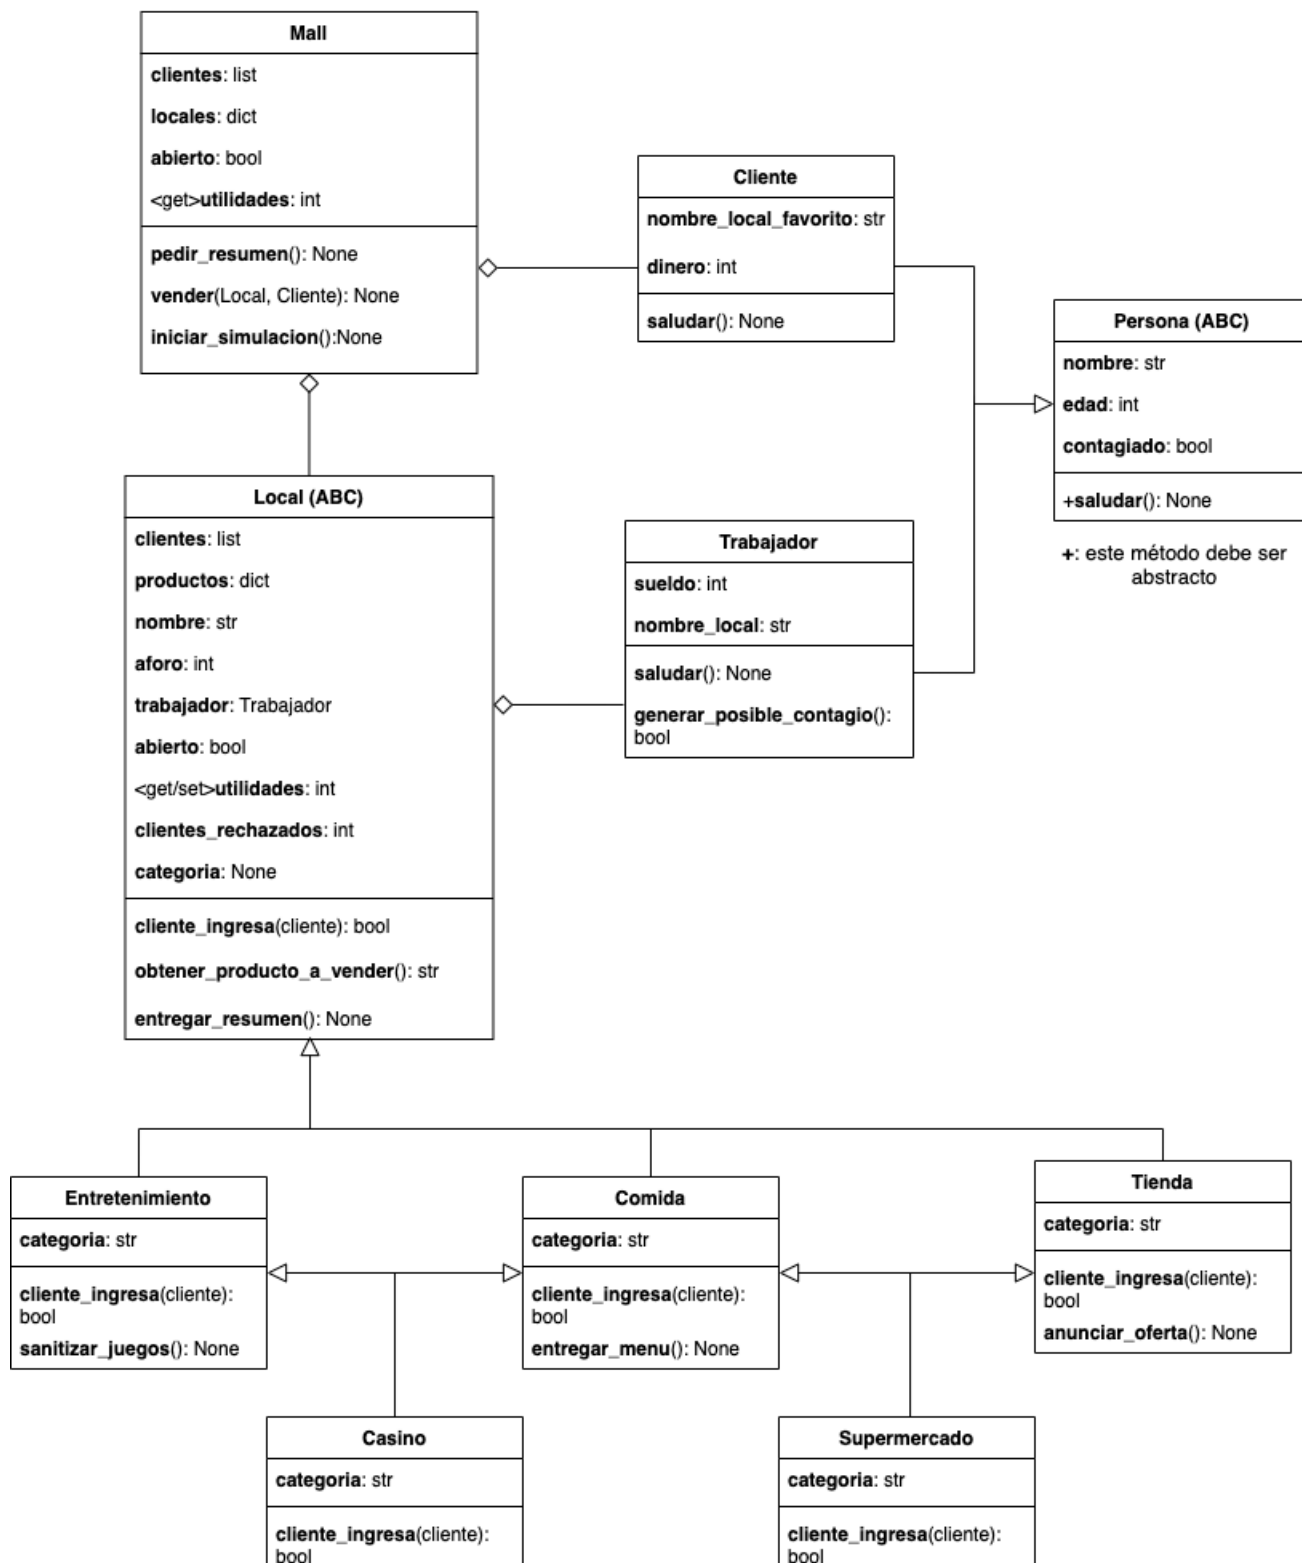 Mall
clientes: list
locales: dict
abierto: bool
<get>utilidades: int
pedir_resumen(): None
vender(Local, Cliente): None
iniciar_simulacion():None
Cliente
nombre_local_favorito: str
dinero: int
saludar(): None
Persona (ABC)
nombre: str
edad: int
contagiado: bool
+saludar(): None
+: este método debe ser
abstracto
Local (ABC)
clientes: list
productos: dict
nombre: str
aforo: int
trabajador: Trabajador
abierto: bool
<get/set>utilidades: int
clientes_rechazados: int
categoria: None
cliente_ingresa(cliente): bool
obtener_producto_a_vender(): str
entregar_resumen(): None
Trabajador
sueldo: int
nombre_local: str
saludar(): None
generar_posible_contagio():
bool
Entretenimiento
categoria: str
cliente_ingresa(cliente):
bool
sanitizar_juegos(): None
Comida
categoria: str
cliente_ingresa(cliente):
bool
entregar_menu(): None
Tienda
categoria: str
cliente_ingresa(cliente):
bool
anunciar_oferta(): None
Casino
categoria: str
cliente_ingresa(cliente):
bool
Supermercado
categoria: str
cliente_ingresa(cliente):
bool